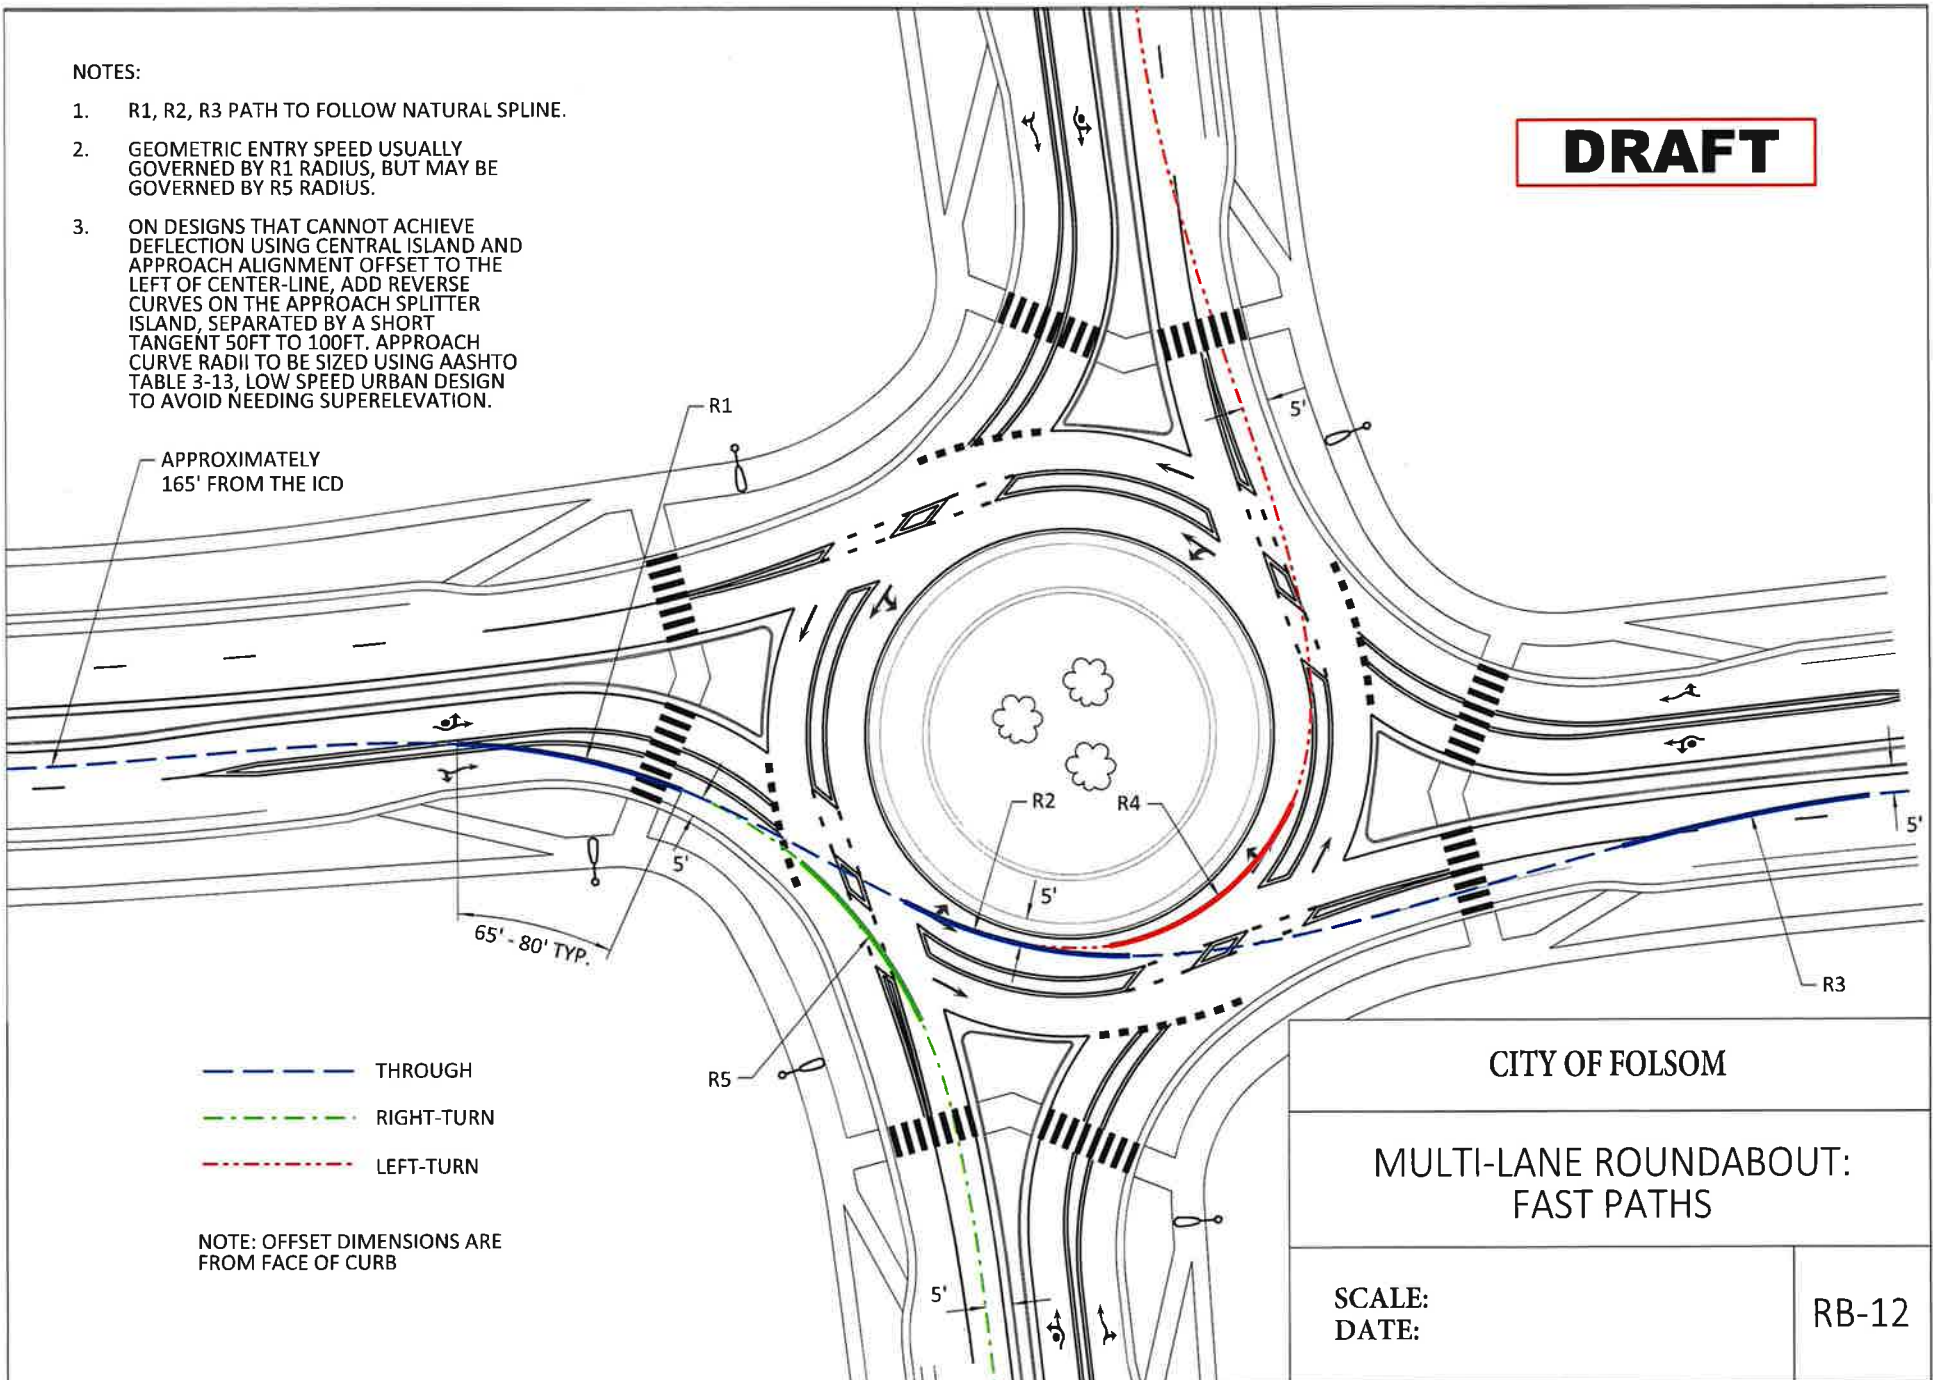 NOTES:
1. R1, R2, R3 PATH TO FOLLOW NATURAL SPLINE.
2. GEOMETRIC ENTRY SPEED USUALLY
GOVERNED BY R1 RADIUS, BUT MAY BE
GOVERNED BY R5 RADIUS.
3. ON DESIGNS THAT CANNOT ACHIEVE
DEFLECTION USING CENTRAL ISLAND AND
APPROACH ALIGNMENT OFFSET TO THE
LEFT OF CENTER-LINE, ADD REVERSE
CURVES ON THE APPROACH SPLITTER
ISLAND, SEPARATED BY A SHORT
TANGENT 50FT TO 100FT. APPROACH
CURVE RADII TO BE SIZED USING AASHTO
TABLE 3-13, LOW SPEED URBAN DESIGN
TO AVOID NEEDING SUPERELEVATION.
DRAFT
R1
5'
APPROXIMATELY
165' FROM THE ICD
R2
R4
5'
5'
5'
65' - 80' TYP.
R3
R5
THROUGH
RIGHT-TURN
LEFT-TURN
NOTE: OFFSET DIMENSIONS ARE
FROM FACE OF CURB
5'
CITY OF FOLSOM
MULTI-LANE ROUNDABOUT:
FAST PATHS
SCALE:
DATE:
RB-12